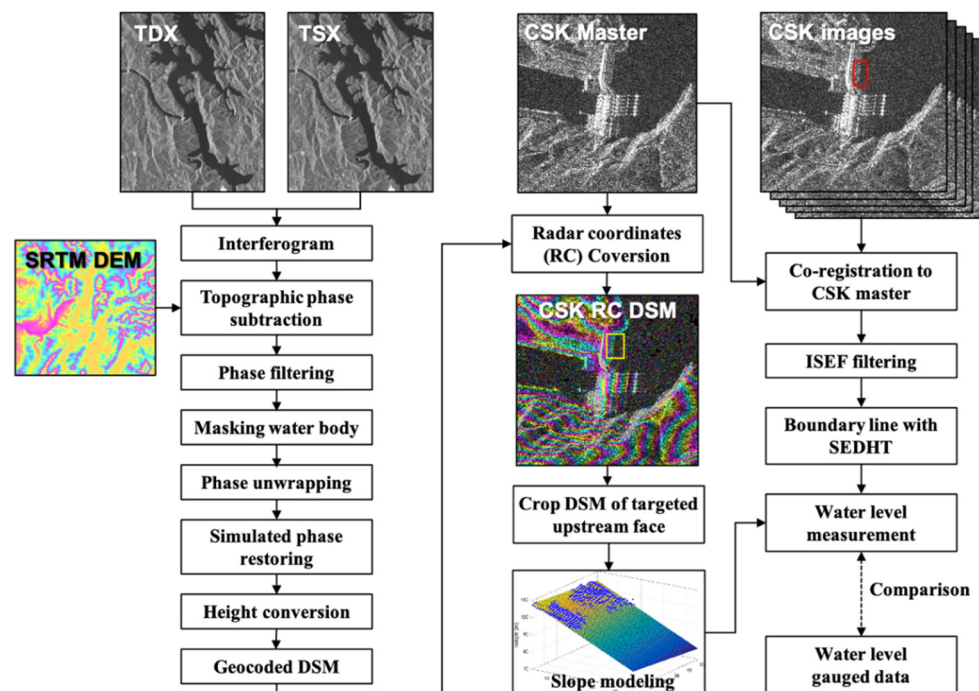 TDX
TSX
Interferogram
SRTM DEM
Topographic phase
subtraction
Phase filtering
Masking water body
Phase unwrapping
Simulated phase
restoring
Height conversion
Geocoded DSM
CSK Master
Radar coordinates
(RC) Coversion
CSK RC DSM
Crop DSM of targeted
upstream face
Slope modeling
CSK images
Co-registration to
CSK master
ISEF filtering
Boundary line with
SEDHT
Water level
measurement
Comparison
Water level
gauged data